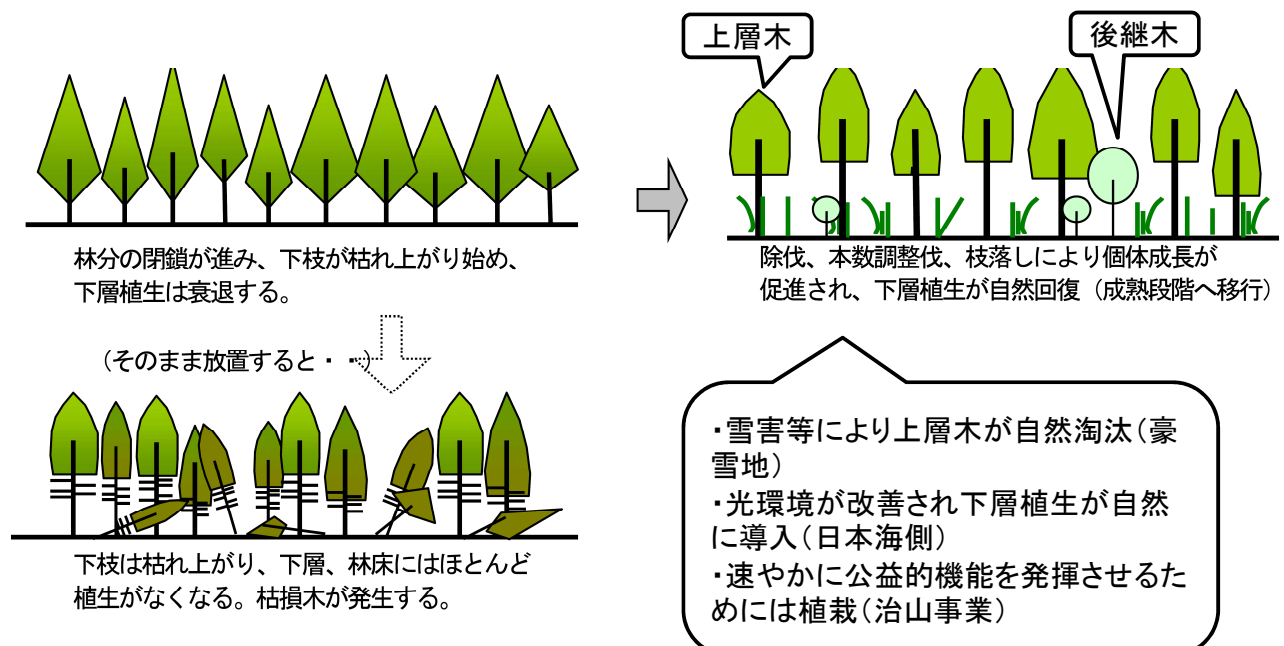 上層木
後継木
林分の閉鎖が進み、下枝が枯れ上がり始め、
下層植生は衰退する。
除伐、本数調整伐、枝落しにより個体成長が
促進され、下層植生が自然回復（成熟段階へ移行）
（そのまま放置すると・・）
下枝は枯れ上がり、下層、林床にはほとんど
植生がなくなる。枯損木が発生する。
・雪害等により上層木が自然淘汰（豪
雪地）
・光環境が改善され下層植生が自然
に導入（日本海側）
・速やかに公益的機能を発揮させるた
めには植栽（治山事業）